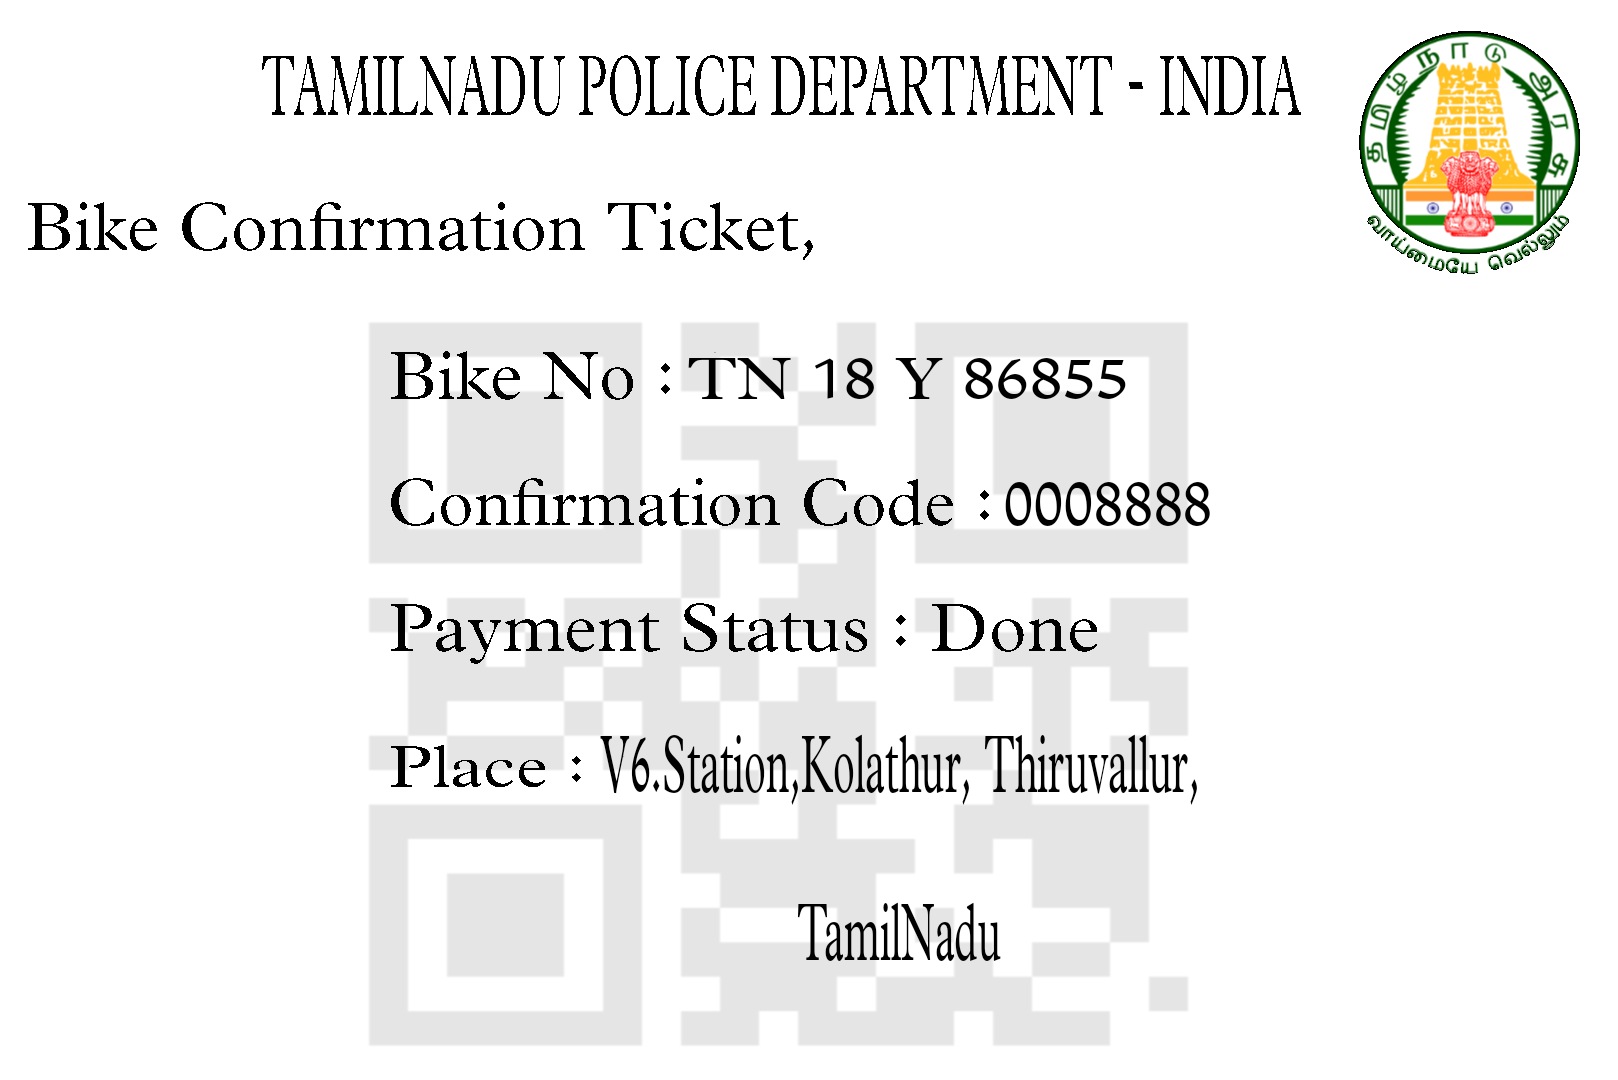 TAMILNADU POLICE DEPARTMENT - INDIA
தமிழ்நாடு அரசு
வாய்மையே வெல்லும்
Bike Confirmation Ticket,
Bike No : TN 18 Y 86855
Confirmation Code : 0008888
Payment Status : Done
Place : V6.Station,Kolathur, Thiruvallur,
TamilNadu